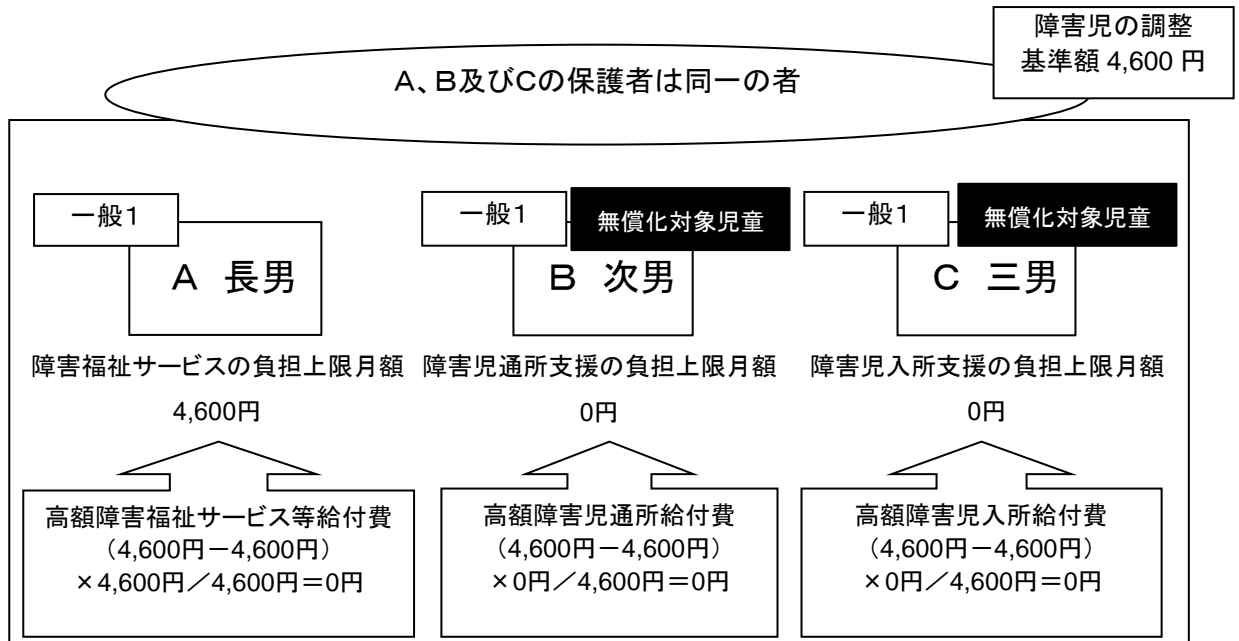 障害児の調整
基準額 4,600 円
A、B及びCの保護者は同一の者
一般1
A 長男
障害福祉サービスの負担上限月額
4,600円
高額障害福祉サービス等給付費
(4,600円-4,600円)
×4,600円/4,600円=0円
一般1
無償化対象児童
B 次男
障害児通所支援の負担上限月額
0円
高額障害児通所給付費
(4,600円-4,600円)
×0円/4,600円=0円
一般1
無償化対象児童
C 三男
障害児入所支援の負担上限月額
0円
高額障害児入所給付費
(4,600円-4,600円)
×0円/4,600円=0円